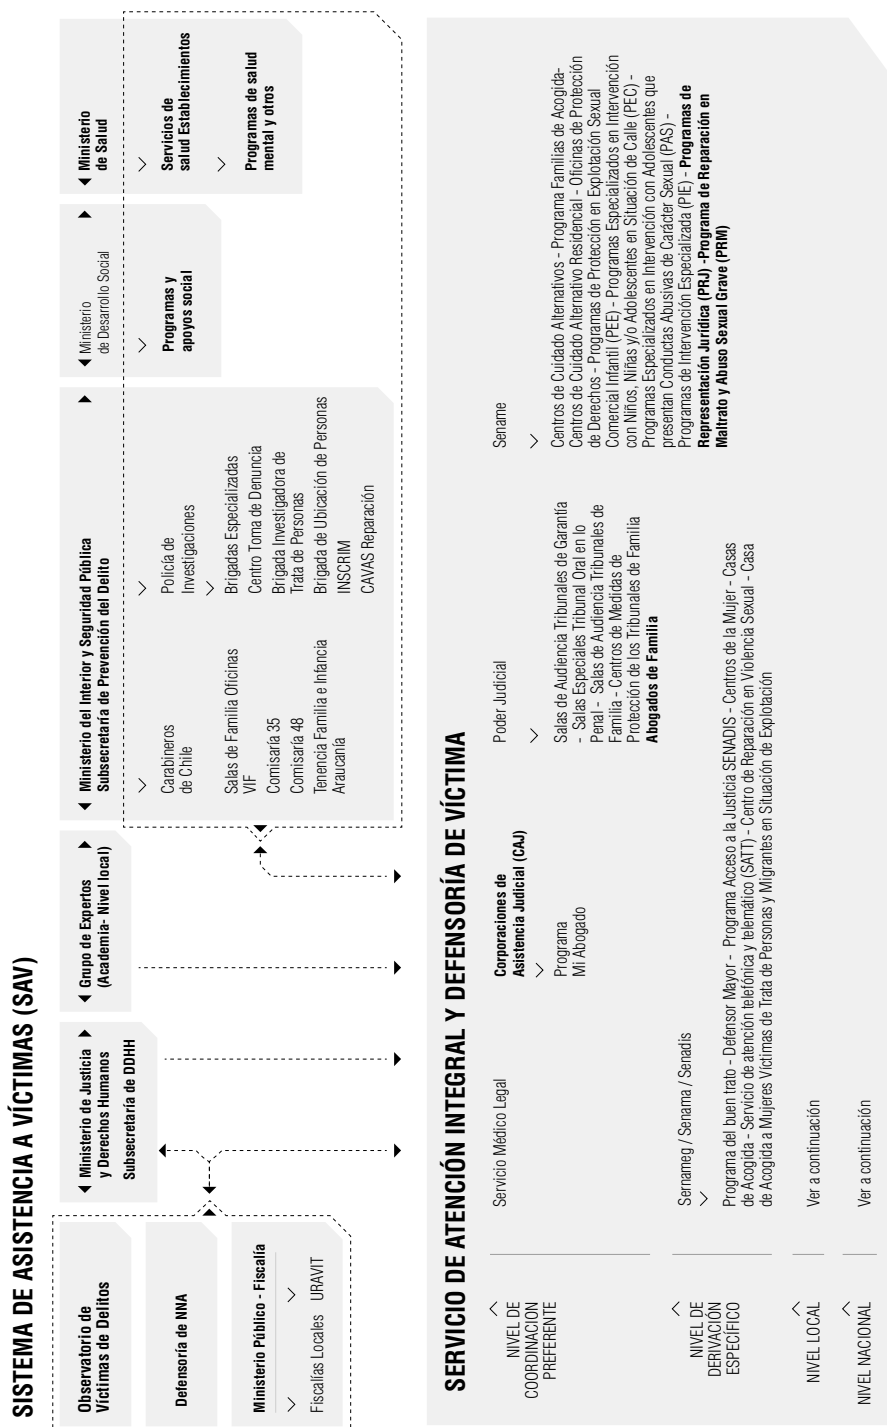 SISTEMA DE ASISTENCIA A VÍCTIMAS (SAV)
Observatorio de
Víctimas de Delitos
Defensoría de NNA
Ministerio Público - Fiscalía
Fiscalías Locales
URAVIT
Ministerio de Justicia
y Derechos Humanos
Subsecretaría de DDHH
Grupo de Expertos
(Academia- Nivel local)
Ministerio del Interior y Seguridad Pública
Subsecretaría de Prevención del Delito
Carabineros
de Chile
Salas de Familia Oficinas
VIF
Comisaría 35
Comisaría 48
Tenencia Familia e Infancia
Araucanía
Policía de
Investigaciones
Brigadas Especializadas
Centro Toma de Denuncia
Brigada Investigadora de
Trata de Personas
Brigada de Ubicación de Personas
INSCRIM
CAVAS Reparación
Ministerio
de Desarrollo Social
Programas y
apoyos social
Ministerio
de Salud
Servicios de
salud Establecimientos
Programas de salud
mental y otros
SERVICIO DE ATENCIÓN INTEGRAL Y DEFENSORÍA DE VÍCTIMA
NIVEL DE
COORDINACION
PREFERENTE
Servicio Médico Legal
Corporaciones de
Asistencia Judicial (CAJ)
Programa
Mi Abogado
Poder Judicial
Salas de Audiencia Tribunales de Garantía
- Salas Especiales Tribunal Oral en lo
Penal - Salas de Audiencia Tribunales de
Familia - Centros de Medidas de
Protección de los Tribunales de Familia
Abogados de Familia
Sename
Centros de Cuidado Alternativos - Programa Familias de Acogida-
Centros de Cuidado Alternativo Residencial - Oficinas de Protección
de Derechos - Programas de Protección en Explotación Sexual
Comercial Infantil (PEE) - Programas Especializados en Intervención
con Niños, Niñas y/o Adolescentes en Situación de Calle (PEC) -
Programas Especializados en Intervención con Adolescentes que
presentan Conductas Abusivas de Carácter Sexual (PAS) -
Programas de Intervención Especializada (PIE) - Programas de
Representación Jurídica (PRJ) -Programa de Reparación en
Maltrato y Abuso Sexual Grave (PRM)
NIVEL DE
DERIVACIÓN
ESPECÍFICO
Sernameg / Senama / Senadis
Programa del buen trato - Defensor Mayor - Programa Acceso a la Justicia SENADIS - Centros de la Mujer - Casas
de Acogida - Servicio de atención telefónica y telemático (SATT) - Centro de Reparación en Violencia Sexual - Casa
de Acogida a Mujeres Víctimas de Trata de Personas y Migrantes en Situación de Explotación
NIVEL LOCAL
Ver a continuación
NIVEL NACIONAL
Ver a continuación